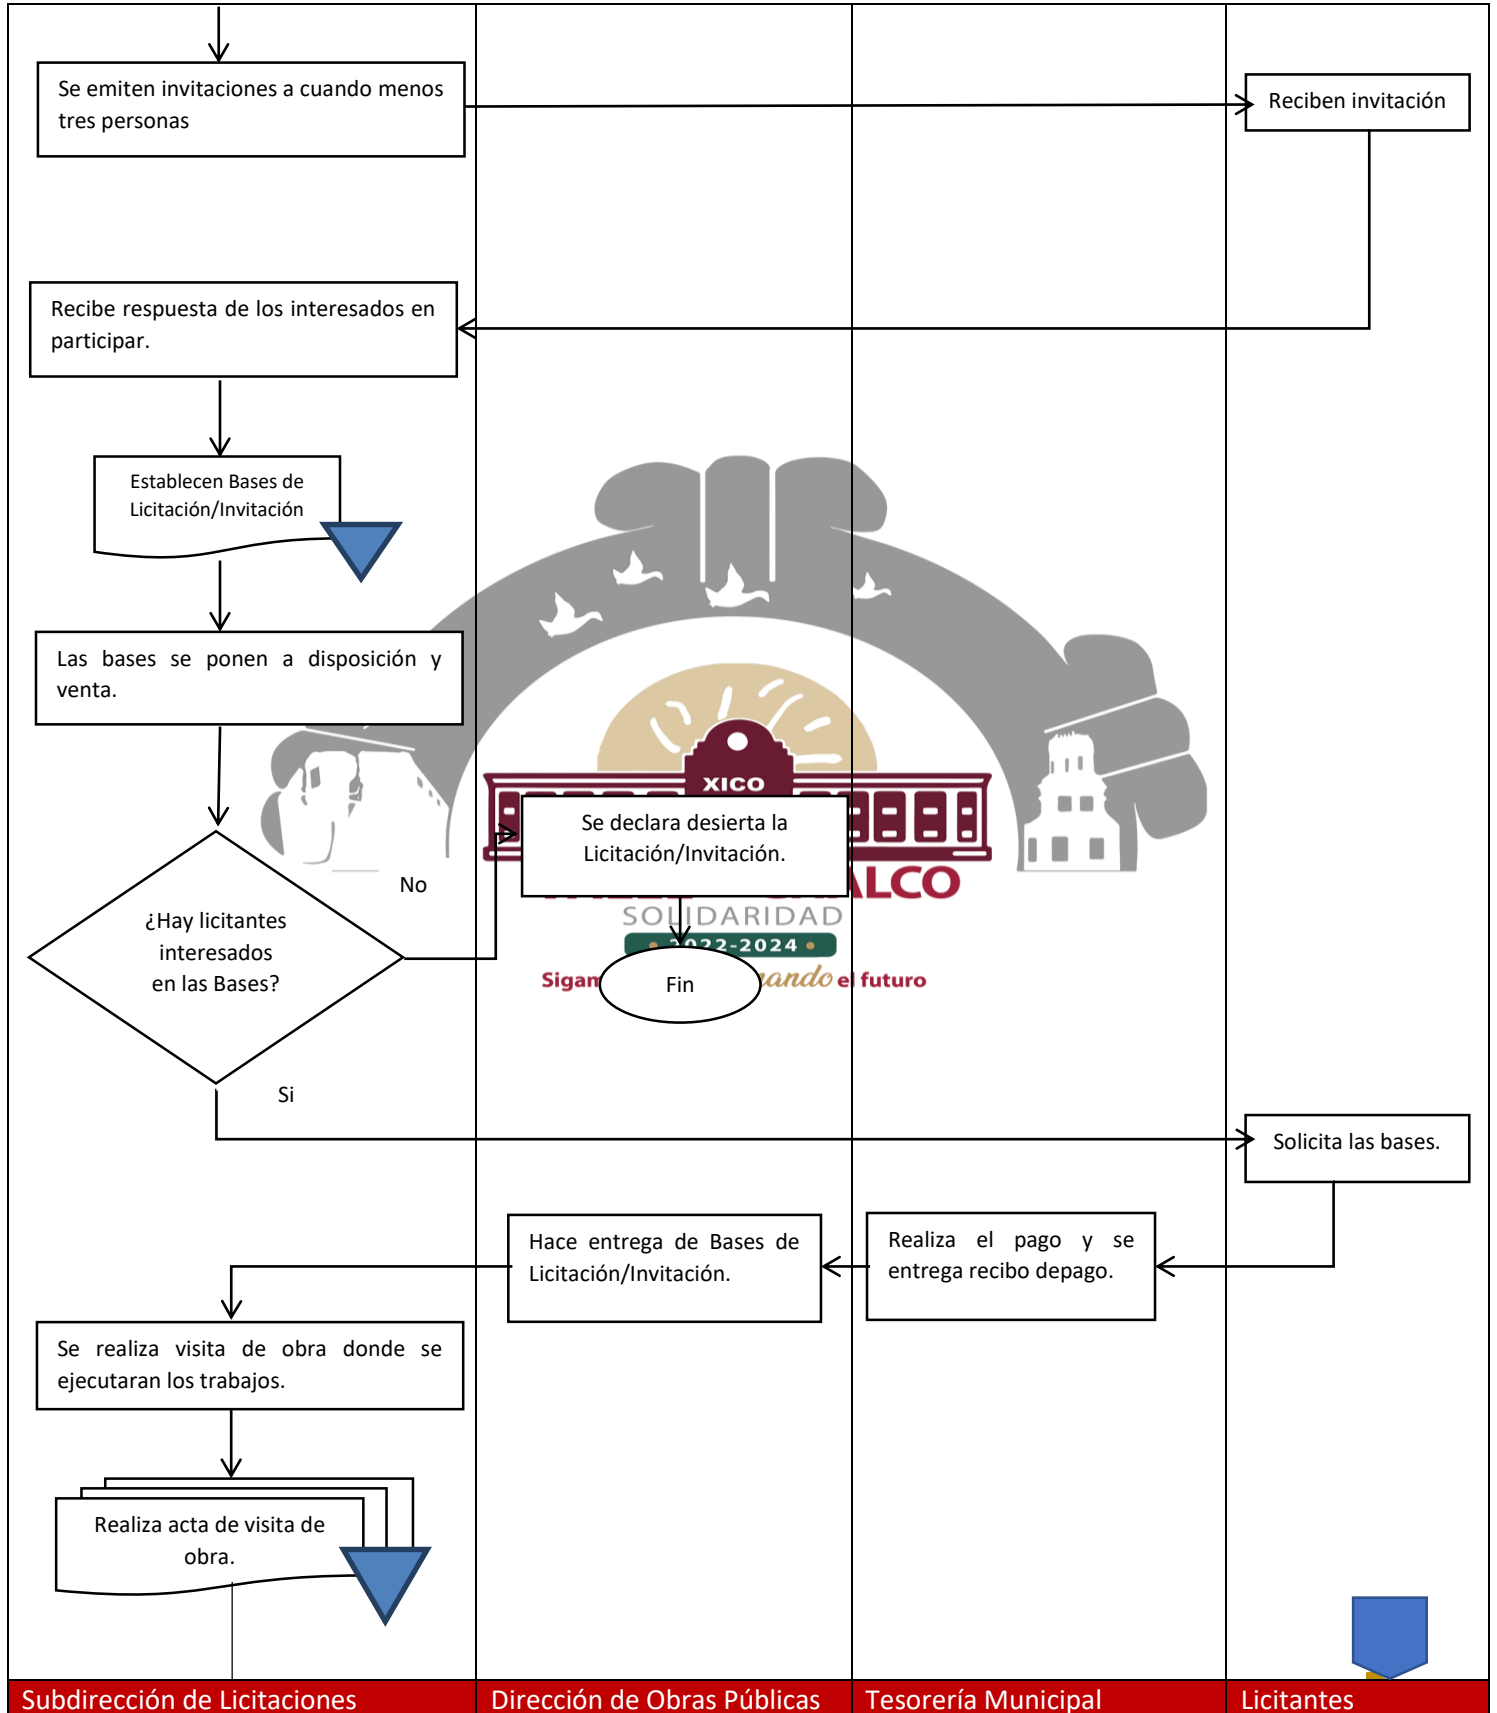 Se emiten invitaciones a cuando menos
tres personas
Reciben invitación
Recibe respuesta de los interesados en
participar.
Establecen Bases de
Licitación/Invitación
Las bases se ponen a disposición y
venta.
XICO
Se declara desierta la
Licitación/Invitación.
No
LCO
SOLIDARIDAD
2022-2024
¿Hay licitantes
interesados
en las Bases?
Fin
el futuro
Si
Solicita las bases.
Hace entrega de Bases de
Licitación/Invitación.
Realiza el pago y se
entrega recibo depago.
Se realiza visita de obra donde se
ejecutaran los trabajos.
Realiza acta de visita de
obra.
Subdirección de Licitaciones
Dirección de Obras Públicas
Tesorería Municipal
Licitantes